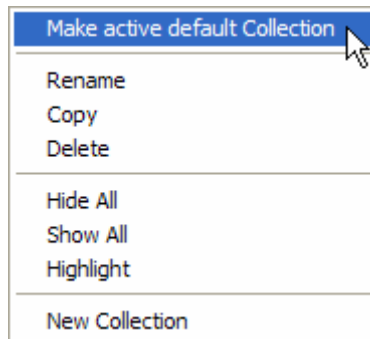 Make active default Collection
Rename
Copy
Delete
Hide All
Show All
Highlight
New Collection